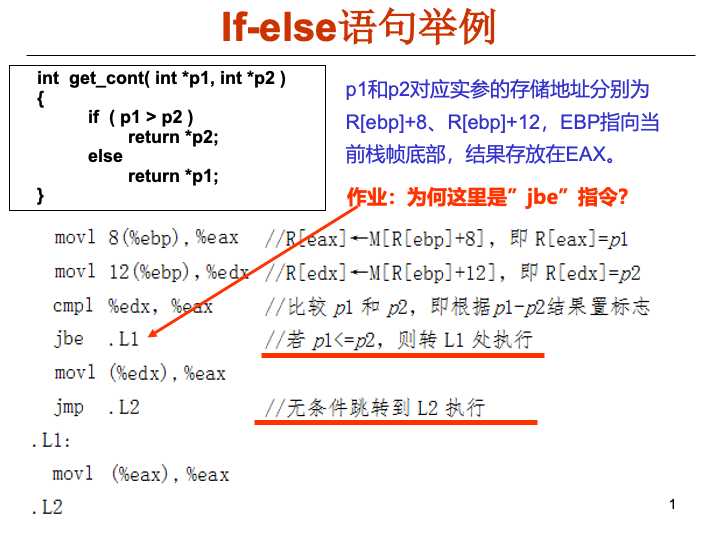 If-else语句举例
int get_cont( int *p1, int *p2 )
{
if ( p1 > p2 )
return *p2;
else
return *p1;
}
p1和p2对应实参的存储地址分别为
R[ebp]+8、R[ebp]+12，EBP指向当
前栈帧底部，结果存放在EAX。
作业：为何这里是”jbe”指令？
movl 8(%ebp),%eax //R[eax]←M[R[ebp]+8]，即 R[eax]=p1
movl 12(%ebp),%edx //R[edx]←M[R[ebp]+12]，即 R[edx]=p2
cmpl %edx，%eax //比较 p1 和 p2，即根据p1-p2结果置标志
jbe .L1 //若 p1<=p2，则转 L1 处执行
movl (%edx),%eax
jmp .L2 //无条件跳转到 L2 执行
.L1:
movl (%eax),%eax
.L2
1